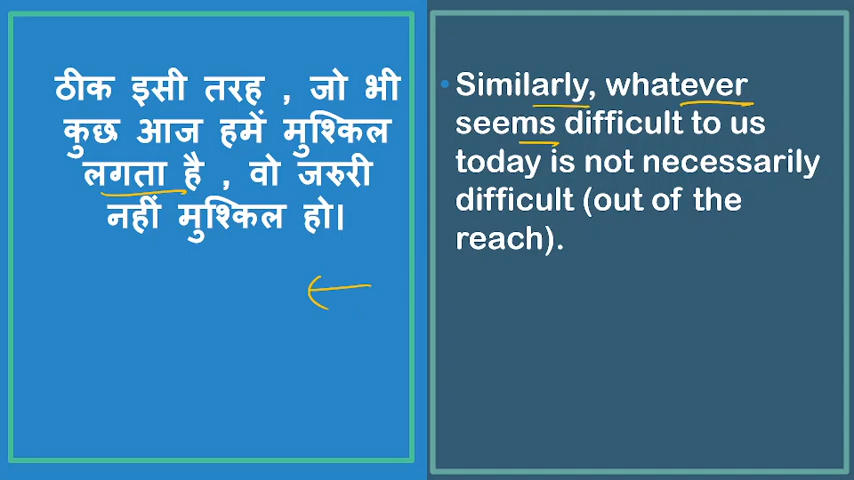 ठीक इसी तरह , जो भी
कुछ आज हमें मुश्किल
लगता है , वो जरुरी
नहीं मुश्किल हो।
• Similarly, whatever
seems difficult to us
today is not necessarily
difficult (out of the
reach).